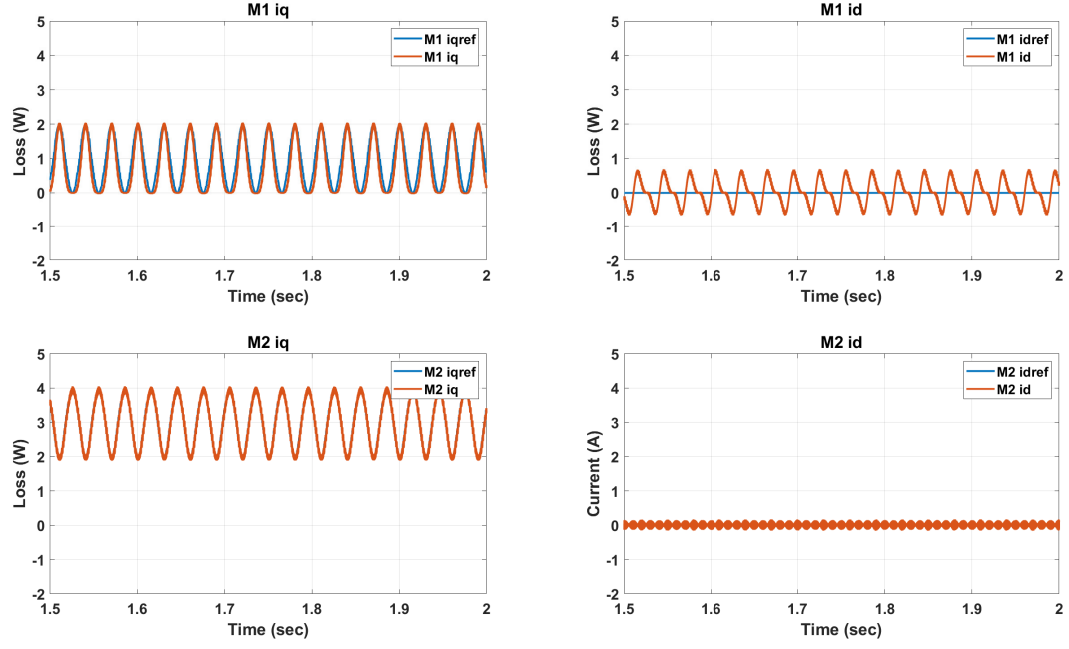 M1 iq
M1 iqref
M1 iq
Loss (W)
5
4
3
2
1
0
-1
-2
1.5
1.6
1.7
1.8
1.9
2
Time (sec)
M1 id
M1 idref
M1 id
Loss (W)
5
4
3
2
1
0
-1
-2
1.5
1.6
1.7
1.8
1.9
2
Time (sec)
M2 iq
M2 iqref
M2 iq
Loss (W)
5
4
3
2
1
0
-1
-2
1.5
1.6
1.7
1.8
1.9
2
Time (sec)
M2 id
M2 idref
M2 id
Current (A)
5
4
3
2
1
0
-1
-2
1.5
1.6
1.7
1.8
1.9
2
Time (sec)